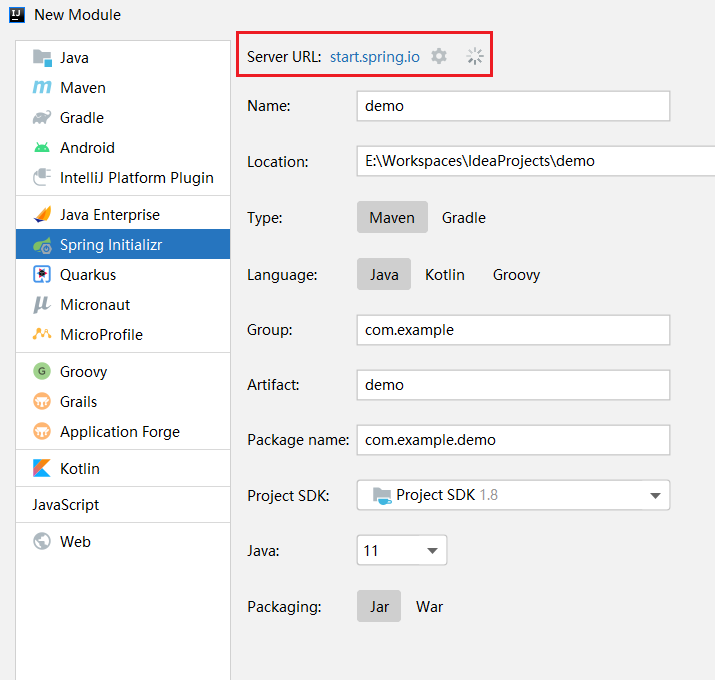 New Module
Java
Maven
Gradle
Android
IntelliJ Platform Plugin
Java Enterprise
Spring Initializr
Quarkus
Micronaut
MicroProfile
Groovy
Grails
Application Forge
Kotlin
JavaScript
Web
Server URL: start.spring.io
Name: demo
Location: E:\Workspaces\IdeaProjects\demo
Type: Maven Gradle
Language: Java Kotlin Groovy
Group: com.example
Artifact: demo
Package name: com.example.demo
Project SDK: Project SDK 1.8
Java: 11
Packaging: Jar War